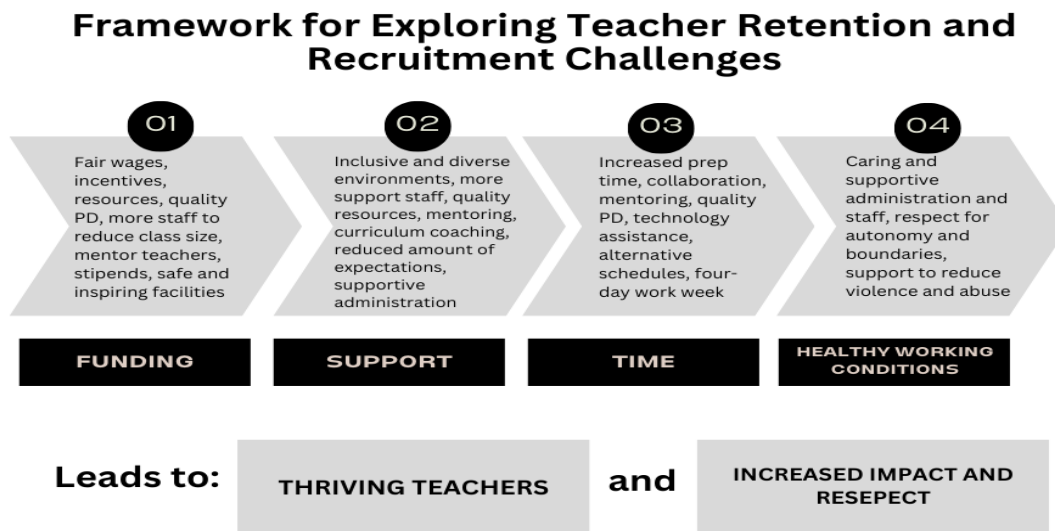 Framework for Exploring Teacher Retention and
Recruitment Challenges
01
Fair wages,
incentives,
resources, quality
PD, more staff to
reduce class size,
mentor teachers,
stipends, safe and
inspiring facilities
FUNDING
02
Inclusive and diverse
environments, more
support staff, quality
resources, mentoring,
curriculum coaching,
reduced amount of
expectations,
supportive
administration
SUPPORT
03
Increased prep
time, collaboration,
mentoring, quality
PD, technology
assistance,
alternative
schedules, four-
day work week
TIME
04
Caring and
supportive
administration and
staff, respect for
autonomy and
boundaries,
support to reduce
violence and abuse
HEALTHY WORKING
CONDITIONS
Leads to:
THRIVING TEACHERS
and
INCREASED IMPACT AND
RESEPECT